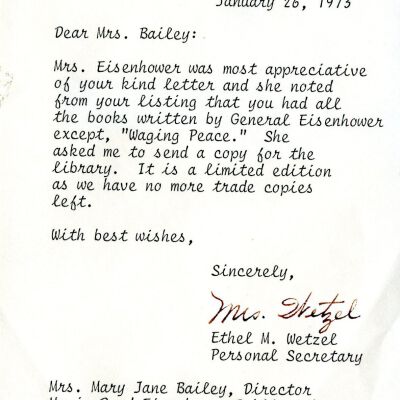 January 26, 1973
Dear Mrs. Bailey:
Mrs. Eisenhower was most appreciative
of your kind letter and she noted
from your listing that you had all
the books written by General Eisenhower
except, "Waging Peace." She
asked me to send a copy for the
library. It is a limited edition
as we have no more trade copies
left.
With best wishes,
Sincerely,
Mrs. Wetzel
Ethel M. Wetzel
Personal Secretary
Mrs. Mary Jane Bailey, Director